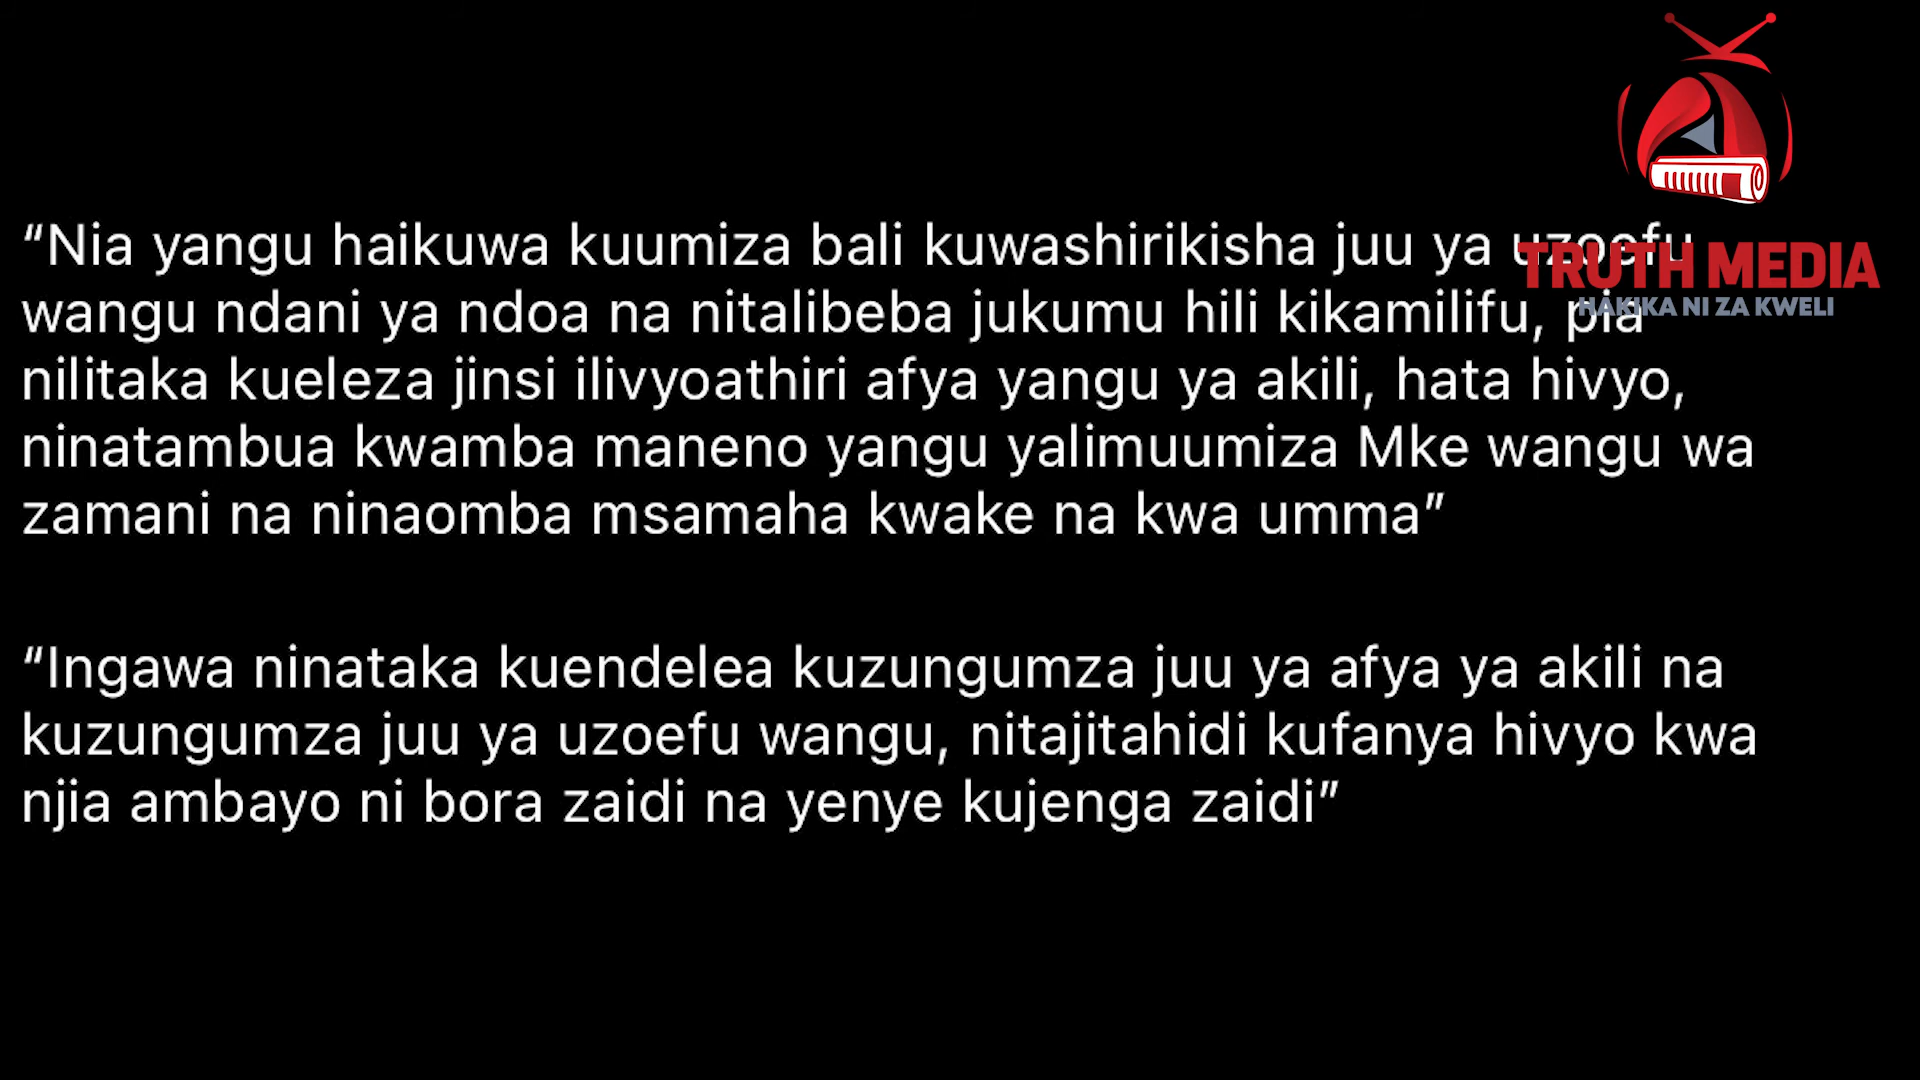 “Nia yangu haikuwa kuumiza bali kuwashirikisha juu ya uzoefu
wangu ndani ya ndoa na nitalibeba jukumu hili kikamilifu, pia
nilitaka kueleza jinsi ilivyoathiri afya yangu ya akili, hata hivyo,
ninatambua kwamba maneno yangu yalimuumiza Mke wangu wa
zamani na ninaomba msamaha kwake na kwa umma”
“Ingawa ninataka kuendelea kuzungumza juu ya afya ya akili na
kuzungumza juu ya uzoefu wangu, nitajitahidi kufanya hivyo kwa
njia ambayo ni bora zaidi na yenye kujenga zaidi”
TRUTH MEDIA
HAKIKA NI ZA KWELI